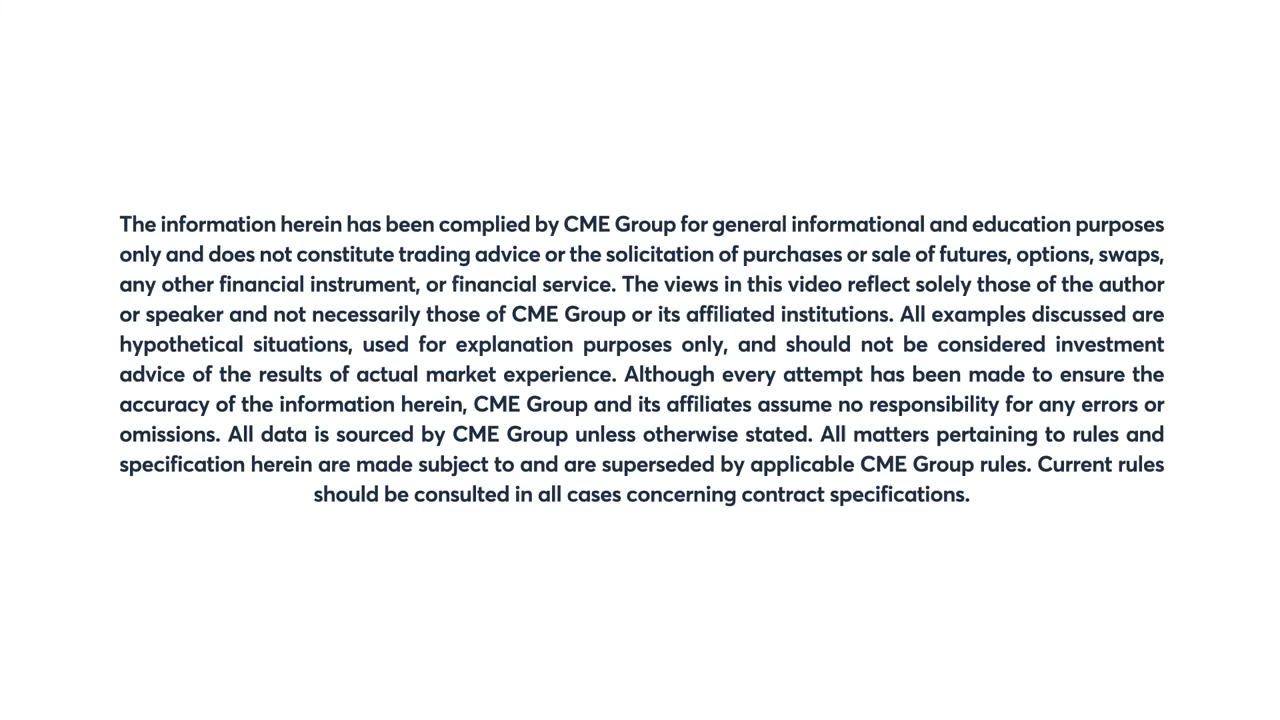 The information herein has been complied by CME Group for general informational and education purposes
only and does not constitute trading advice or the solicitation of purchases or sale of futures, options, swaps,
any other financial instrument, or financial service. The views in this video reflect solely those of the author
or speaker and not necessarily those of CME Group or its affiliated institutions. All examples discussed are
hypothetical situations, used for explanation purposes only, and should not be considered investment
advice of the results of actual market experience. Although every attempt has been made to ensure the
accuracy of the information herein, CME Group and its affiliates assume no responsibility for any errors or
omissions. All data is sourced by CME Group unless otherwise stated. All matters pertaining to rules and
specification herein are made subject to and are superseded by applicable CME Group rules. Current rules
should be consulted in all cases concerning contract specifications.